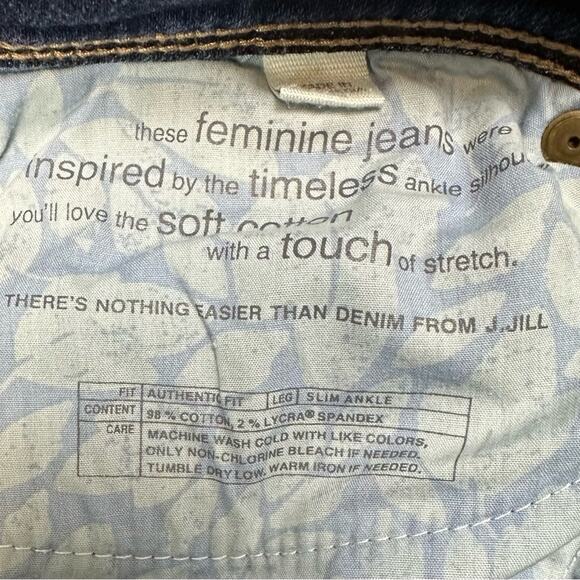 MADE IN
these feminine jeans were
inspired by the timeless ankle
you'll love the soft cotton
with a touch of stretch.
THERE'S NOTHING EASIER THAN DENIM FROM J.JILL
FIT AUTHENTIC FIT LEG SLIM ANKLE
CONTENT 98 % COTTON, 2 % LYCRA® SPANDEX
CARE MACHINE WASH COLD WITH LIKE COLORS,
ONLY NON-CHLORINE BLEACH IF NEEDED.
TUMBLE DRY LOW. WARM IRON IF NEEDED.